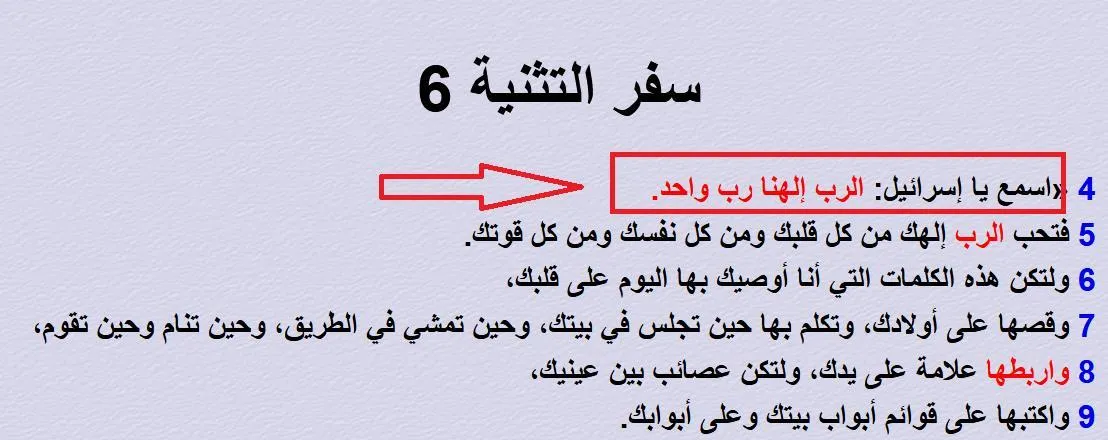 سفر التثنية 6
4 «اسمع يا إسرائيل: الرب إلهنا رب واحد.
5 فتحب الرب إلهك من كل قلبك ومن كل نفسك ومن كل قوتك.
6 ولتكن هذه الكلمات التي أنا أوصيك بها اليوم على قلبك،
7 وقصها على أولادك، وتكلم بها حين تجلس في بيتك، وحين تمشي في الطريق، وحين تنام وحين تقوم،
8 واربطها علامة على يدك، ولتكن عصائب بين عينيك،
9 واكتبها على قوائم أبواب بيتك وعلى أبوابك.